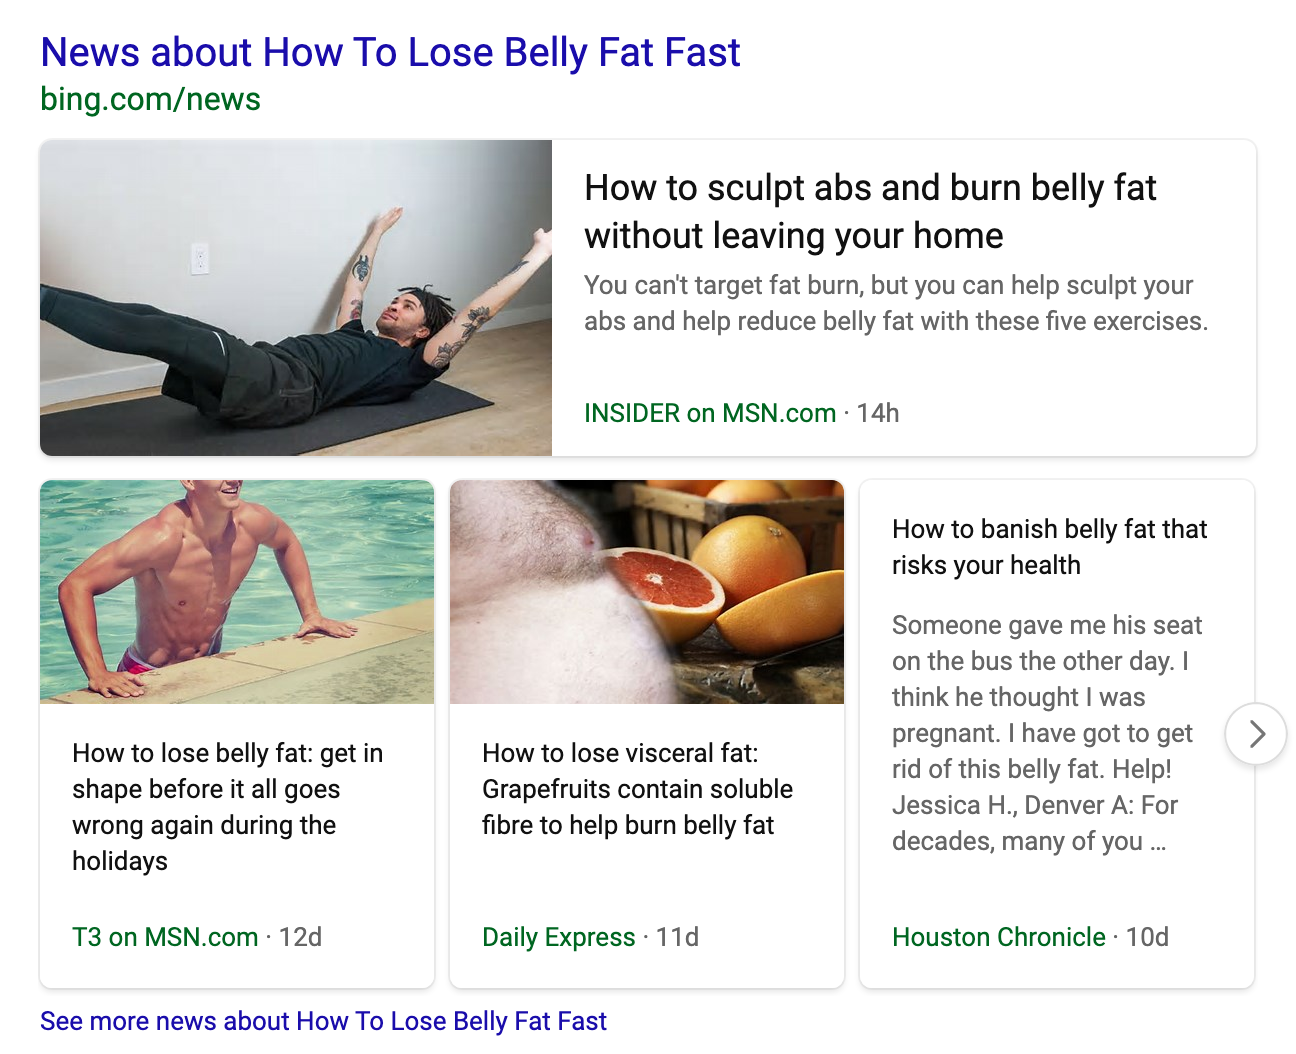 News about How To Lose Belly Fat Fast
bing.com/news
How to sculpt abs and burn belly fat
without leaving your home
You can't target fat burn, but you can help sculpt your
abs and help reduce belly fat with these five exercises.
INSIDER on MSN.com · 14h
How to lose belly fat: get in
shape before it all goes
wrong again during the
holidays
T3 on MSN.com · 12d
How to lose visceral fat:
Grapefruits contain soluble
fibre to help burn belly fat
Daily Express · 11d
How to banish belly fat that
risks your health
Someone gave me his seat
on the bus the other day. I
think he thought I was
pregnant. I have got to get
rid of this belly fat. Help!
Jessica H., Denver A: For
decades, many of you ...
Houston Chronicle · 10d
See more news about How To Lose Belly Fat Fast